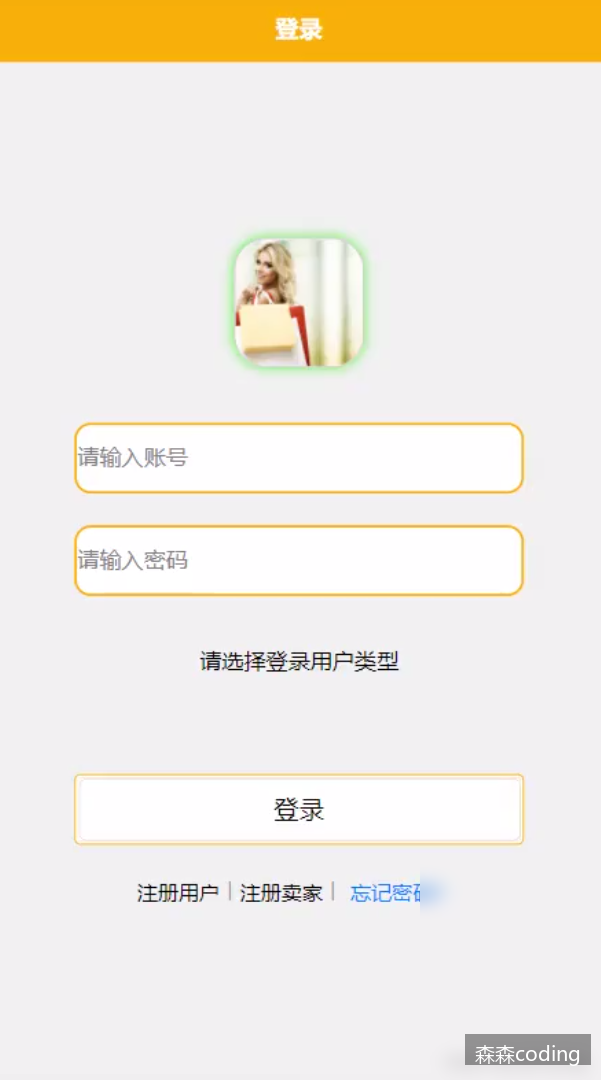 登录
请输入账号
请输入密码
请选择登录用户类型
登录
注册用户 | 注册卖家 | 忘记密码
森森coding